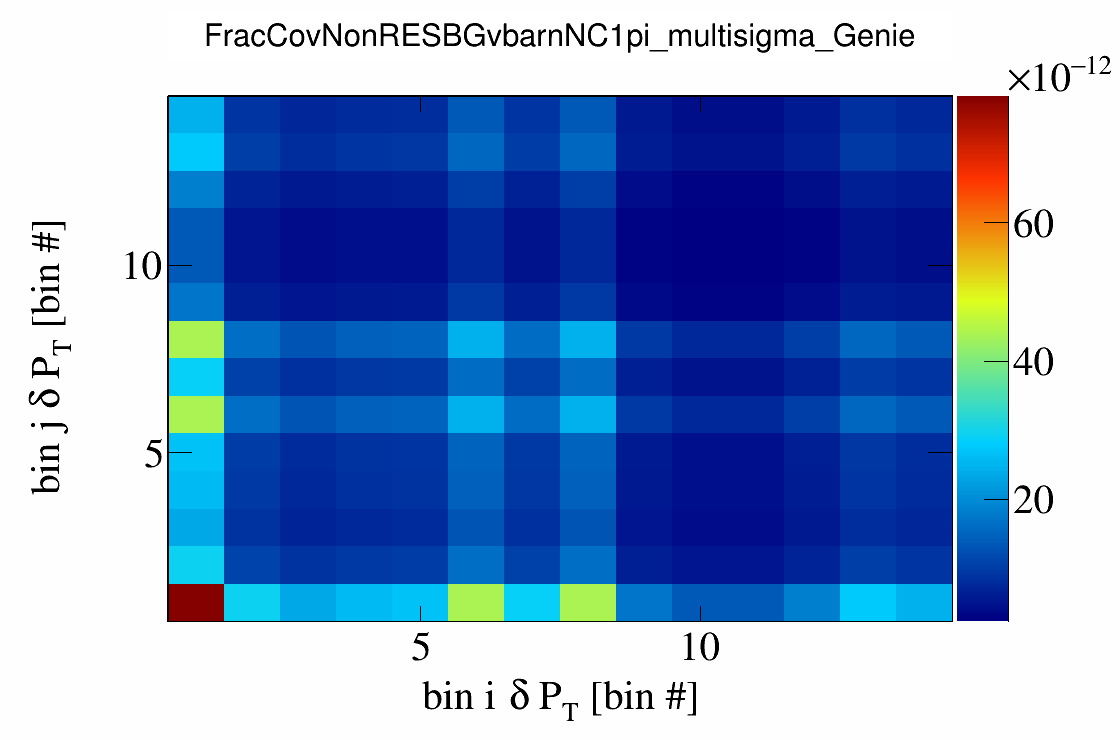 FracCovNonRESBGvbarnNC1pi_multisigma_Genie
×10⁻¹²
60
40
20
10
5
5 10
bin j δ P_T [bin #]
bin i δ P_T [bin #]